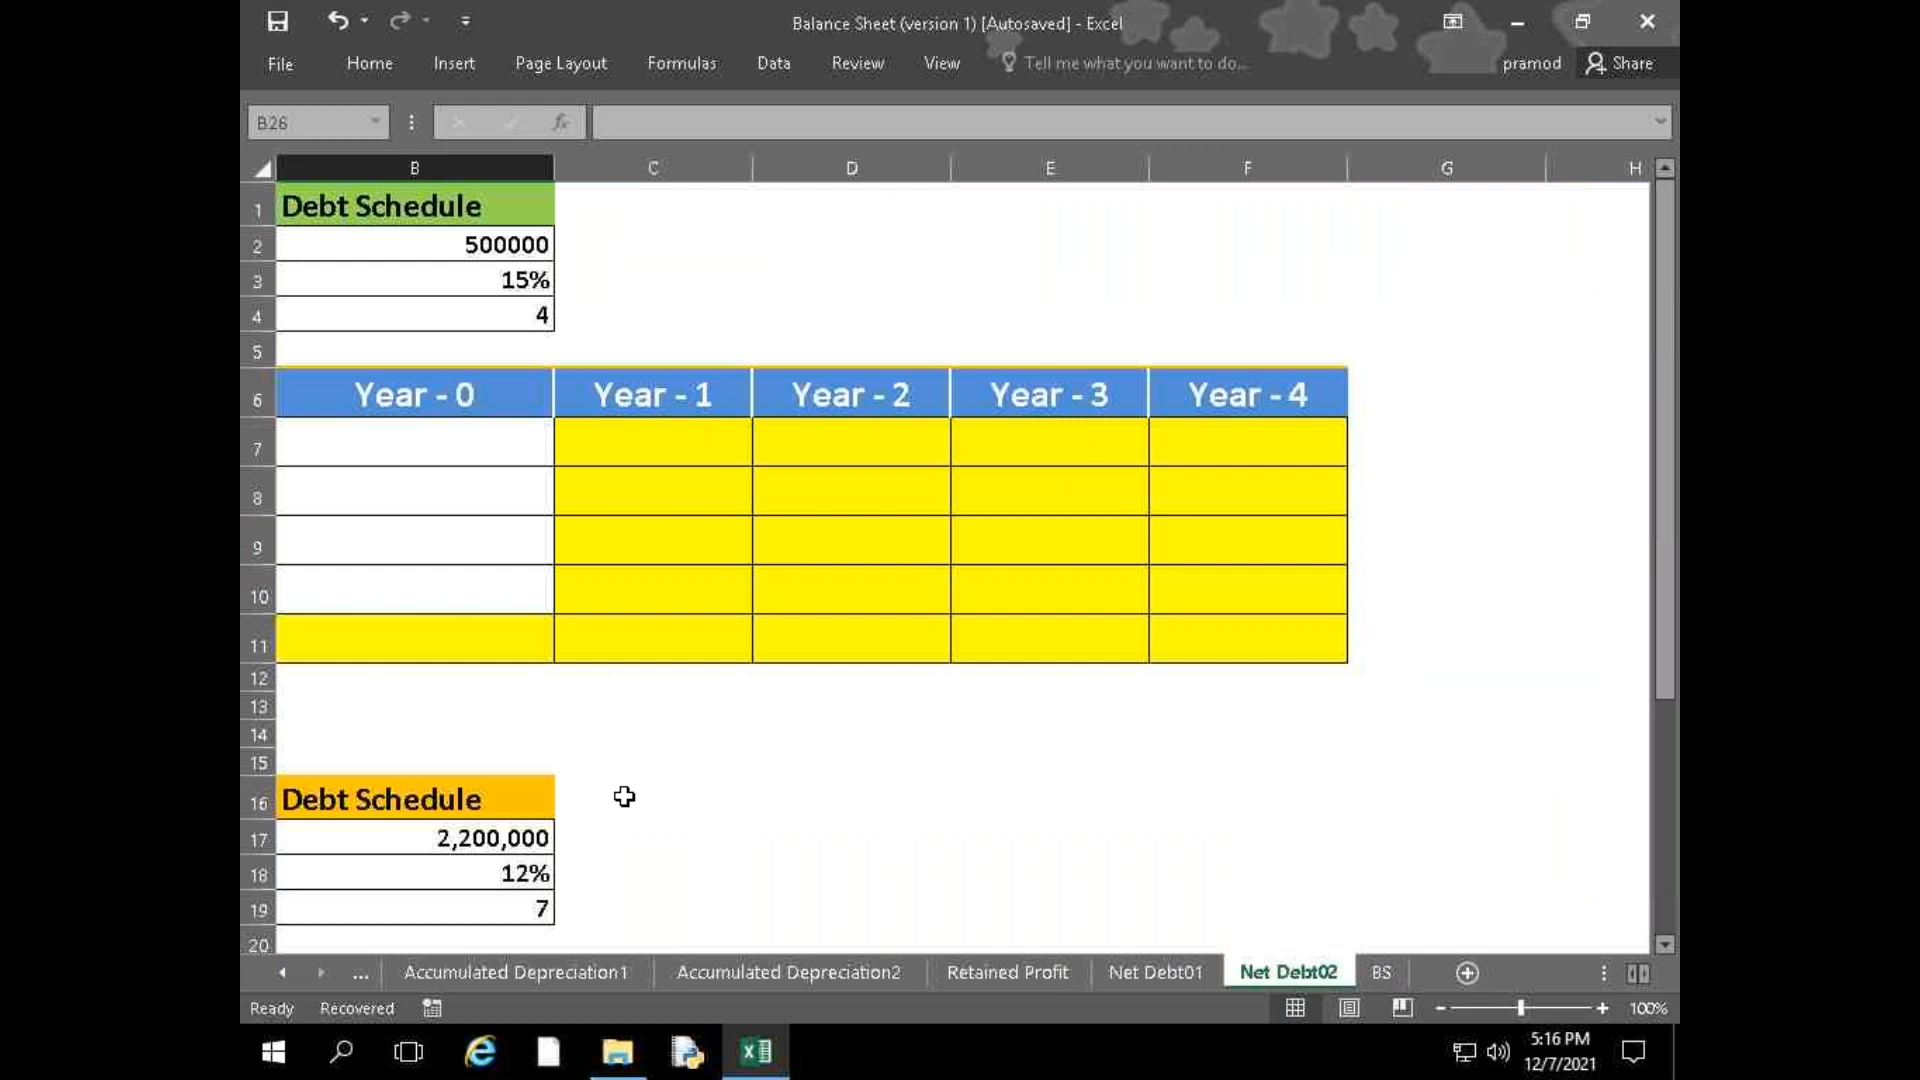 Balance Sheet (version 1) [Autosaved] - Excel
File Home Insert Page Layout Formulas Data Review View Tell me what you want to do... pramod Share
B26 fx
B C D E F G H
1 Debt Schedule
2 500000
3 15%
4 4
5
6 Year - 0 Year - 1 Year - 2 Year - 3 Year - 4
7
8
9
10
11
12
13
14
15
16 Debt Schedule
17 2,200,000
18 12%
19 7
20
... Accumulated Depreciation1 Accumulated Depreciation2 Retained Profit Net Debt01 Net Debt02 BS
Ready Recovered 100%
5:16 PM
12/7/2021